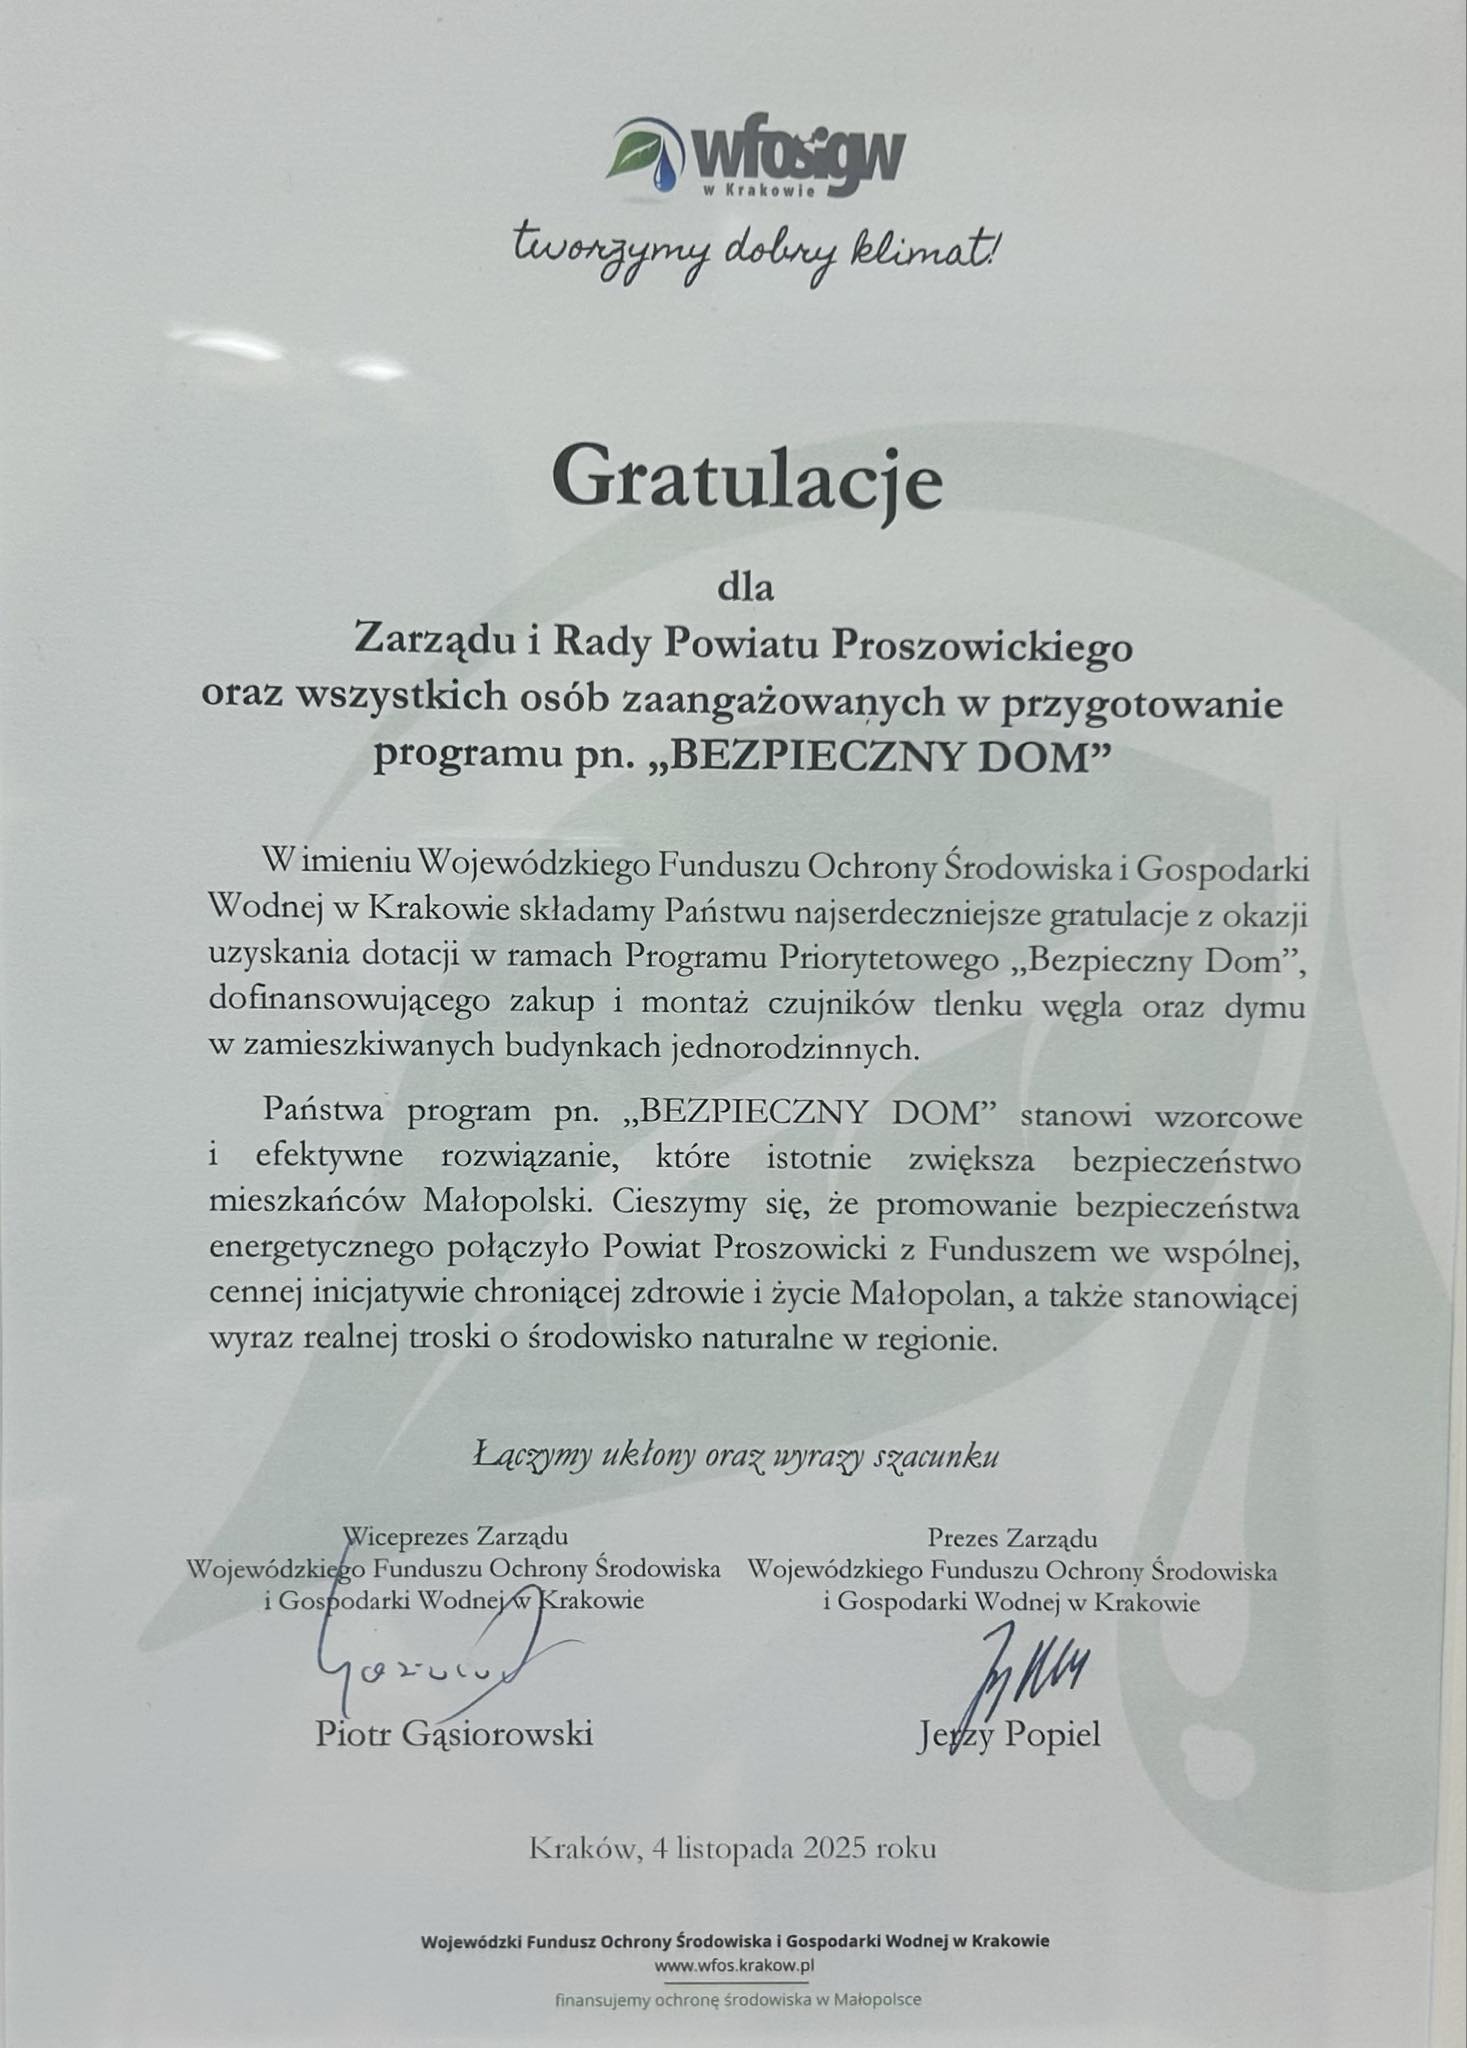 wfosigw
w Krakowie
tworzymy dobry klimat!
Gratulacje
dla
Zarządu i Rady Powiatu Proszowickiego
oraz wszystkich osób zaangażowanych w przygotowanie
programu pn. „BEZPIECZNY DOM”
W imieniu Wojewódzkiego Funduszu Ochrony Środowiska i Gospodarki
Wodnej w Krakowie składamy Państwu najserdeczniejsze gratulacje z okazji
uzyskania dotacji w ramach Programu Priorytetowego „Bezpieczny Dom”,
dofinansowującego zakup i montaż czujników tlenku węgla oraz dymu
w zamieszkiwanych budynkach jednorodzinnych.
Państwa program pn. „BEZPIECZNY DOM” stanowi wzorcowe
i efektywne rozwiązanie, które istotnie zwiększa bezpieczeństwo
mieszkańców Małopolski. Cieszymy się, że promowanie bezpieczeństwa
energetycznego połączyło Powiat Proszowicki z Funduszem we wspólnej,
cennej inicjatywie chroniącej zdrowie i życie Małopolan, a także stanowiącej
wyraz realnej troski o środowisko naturalne w regionie.
Łączymy ukłony oraz wyrazy szacunku
Wiceprezes Zarządu
Wojewódzkiego Funduszu Ochrony Środowiska
i Gospodarki Wodnej w Krakowie
Piotr Gąsiorowski
Prezes Zarządu
Wojewódzkiego Funduszu Ochrony Środowiska
i Gospodarki Wodnej w Krakowie
Jerzy Popiel
Kraków, 4 listopada 2025 roku
Wojewódzki Fundusz Ochrony Środowiska i Gospodarki Wodnej w Krakowie
www.wfos.krakow.pl
finansujemy ochronę środowiska w Małopolsce